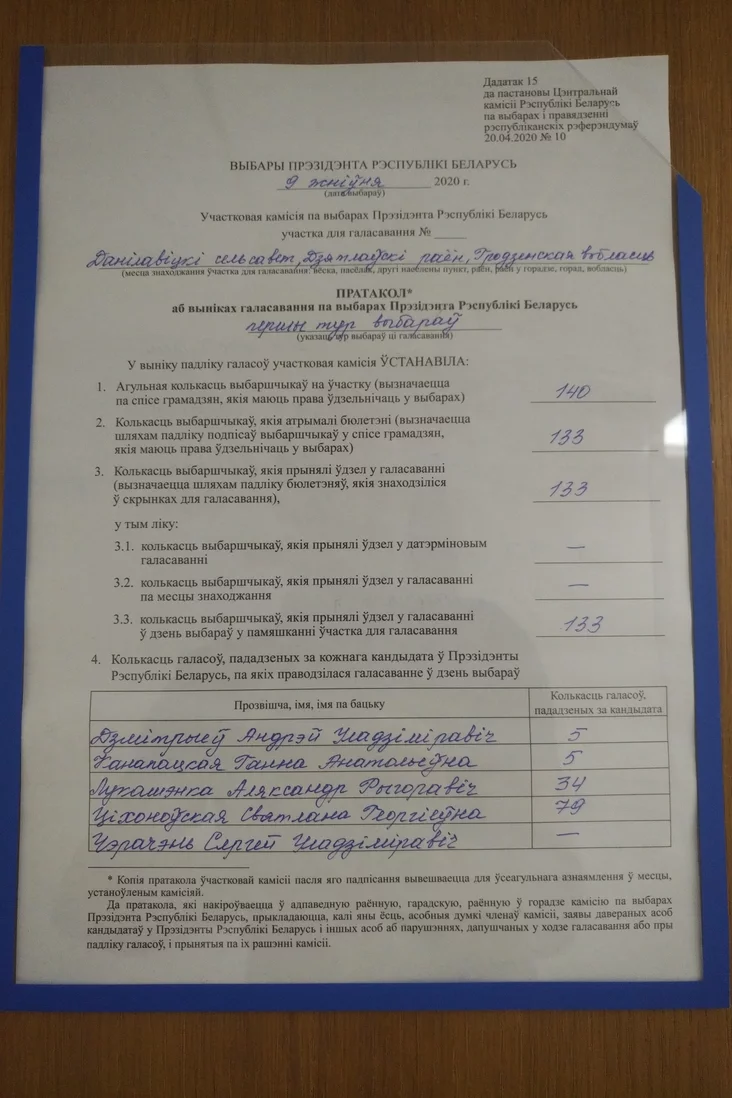 Дадатак 15
да пастановы Цэнтральнай
камісіі Рэспублікі Беларусь
па выбарах і правядзенні
рэспубліканскіх рэферэндумаў
20.04.2020 № 10
ВЫБАРЫ ПРЭЗІДЭНТА РЭСПУБЛІКІ БЕЛАРУСЬ
9 жніўня 2020 г.
(дата выбараў)
Участковая камісія па выбарах Прэзідэнта Рэспублікі Беларусь
участка для галасавання № ____
Данілавіцкі сельсавет, Дзятлаўскі раён, Гродзенская вобласць
(месца знаходжання ўчастка для галасавання: вёска, пасёлак, другі населены пункт, раён, раён у горадзе, горад, вобласць)
ПРАТАКОЛ*
аб выніках галасавання па выбарах Прэзідэнта Рэспублікі Беларусь
першы тур выбараў
(указаць тур выбараў ці галасавання)
У выніку падліку галасоў участковая камісія ЎСТАНАВІЛА:
1. Агульная колькасць выбаршчыкаў на ўчастку (вызначаецца
па спісе грамадзян, якія маюць права ўдзельнічаць у выбарах) 140
2. Колькасць выбаршчыкаў, якія атрымалі бюлетэні (вызначаецца
шляхам падліку подпісаў выбаршчыкаў у спісе грамадзян,
якія маюць права ўдзельнічаць у выбарах) 133
3. Колькасць выбаршчыкаў, якія прынялі ўдзел у галасаванні
(вызначаецца шляхам падліку бюлетэняў, якія знаходзіліся
ў скрынках для галасавання), 133
у тым ліку:
3.1. колькасць выбаршчыкаў, якія прынялі ўдзел у датэрміновым
галасаванні —
3.2. колькасць выбаршчыкаў, якія прынялі ўдзел у галасаванні
па месцы знаходжання —
3.3. колькасць выбаршчыкаў, якія прынялі ўдзел у галасаванні
ў дзень выбараў у памяшканні ўчастка для галасавання 133
4. Колькасць галасоў, пададзеных за кожнага кандыдата ў Прэзідэнты
Рэспублікі Беларусь, па якіх праводзілася галасаванне ў дзень выбараў
Прозвішча, імя, імя па бацьку
Колькасць галасоў,
пададзеных за кандыдата
Дзмітрыеў Андрэй Уладзіміравіч 5
Канапацкая Ганна Анатольеўна 5
Лукашэнка Аляксандр Рыгоравіч 34
Ціханоўская Святлана Георгіеўна 79
Чэрачэнь Сяргей Уладзіміравіч —
* Копія пратакола ўчастковай камісіі пасля яго падпісання вывешваецца для ўсеагульнага азнаямлення ў месцы,
устаноўленым камісіяй.
Да пратакола, які накіроўваецца ў адпаведную раённую, гарадскую, раённую ў горадзе камісію па выбарах
Прэзідэнта Рэспублікі Беларусь, прыкладаюцца, калі яны ёсць, асобныя думкі членаў камісіі, заявы давераных асоб
кандыдатаў у Прэзідэнты Рэспублікі Беларусь і іншых асоб аб парушэннях, дапушчаных у ходзе галасавання або пры
падліку галасоў, і прынятыя па іх рашэнні камісіі.